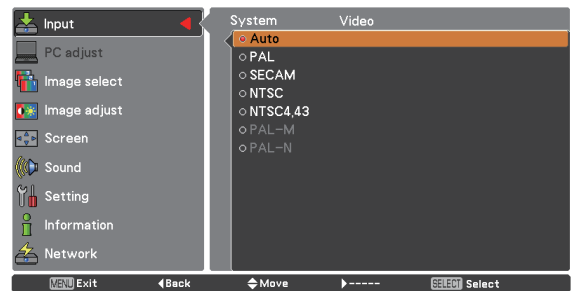 Input
PC adjust
Image select
Image adjust
Screen
Sound
Setting
Information
Network
System Video
Auto
PAL
SECAM
NTSC
NTSC4,43
PAL-M
PAL-N
MENU Exit Back Move ----- SELECT Select